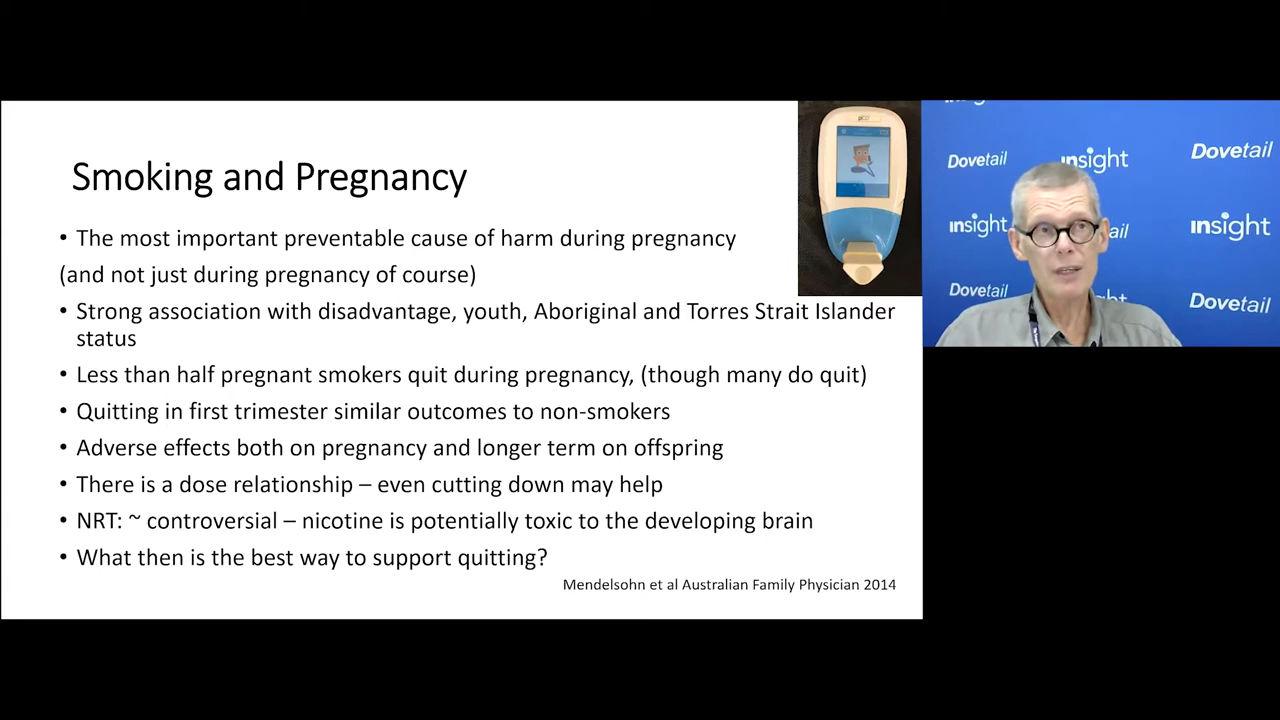 Smoking and Pregnancy
• The most important preventable cause of harm during pregnancy
(and not just during pregnancy of course)
• Strong association with disadvantage, youth, Aboriginal and Torres Strait Islander
status
• Less than half pregnant smokers quit during pregnancy, (though many do quit)
• Quitting in first trimester similar outcomes to non-smokers
• Adverse effects both on pregnancy and longer term on offspring
• There is a dose relationship – even cutting down may help
• NRT: ~ controversial – nicotine is potentially toxic to the developing brain
• What then is the best way to support quitting?
Mendelsohn et al Australian Family Physician 2014
Dovetail
insight
Dovetail
insight
insight
Dovetail
Dovetail